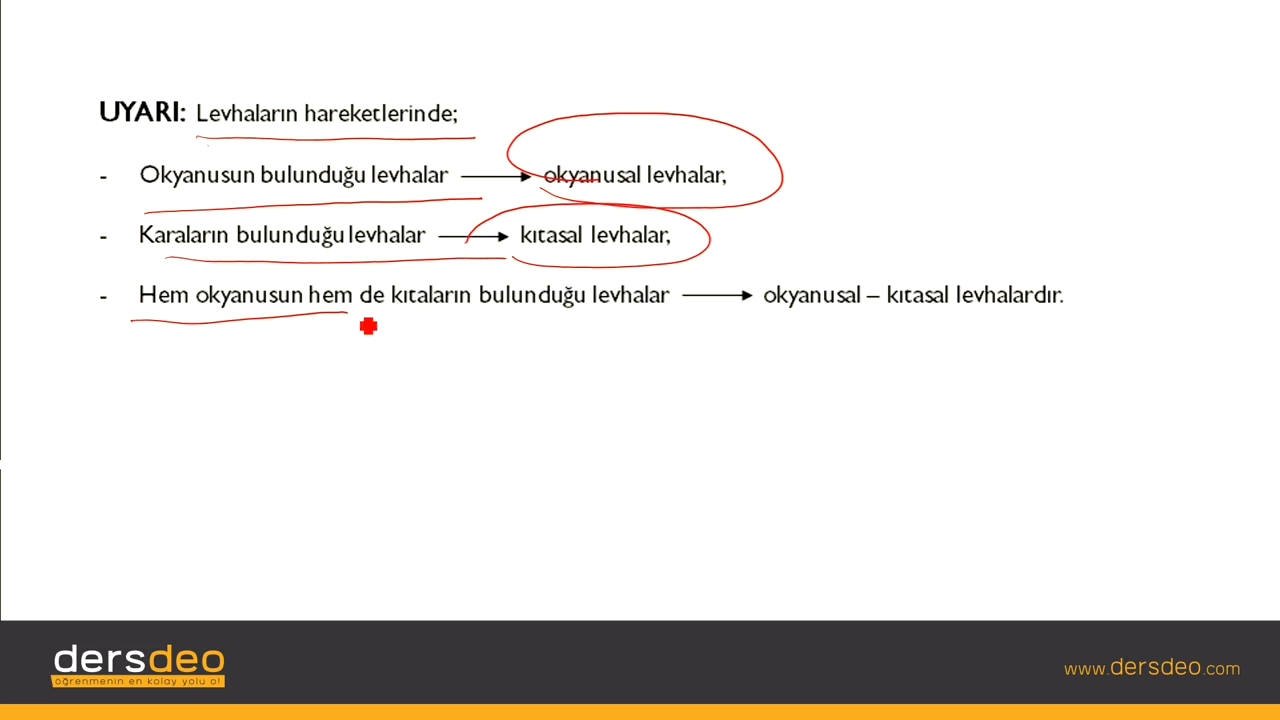 UYARI: Levhaların hareketlerinde;
- Okyanusun bulunduğu levhalar → okyanusal levhalar,
- Karaların bulunduğu levhalar → kıtasal levhalar,
- Hem okyanusun hem de kıtaların bulunduğu levhalar → okyanusal – kıtasal levhalardır.
dersdeo
öğrenmenin en kolay yolu o!
www.dersdeo.com